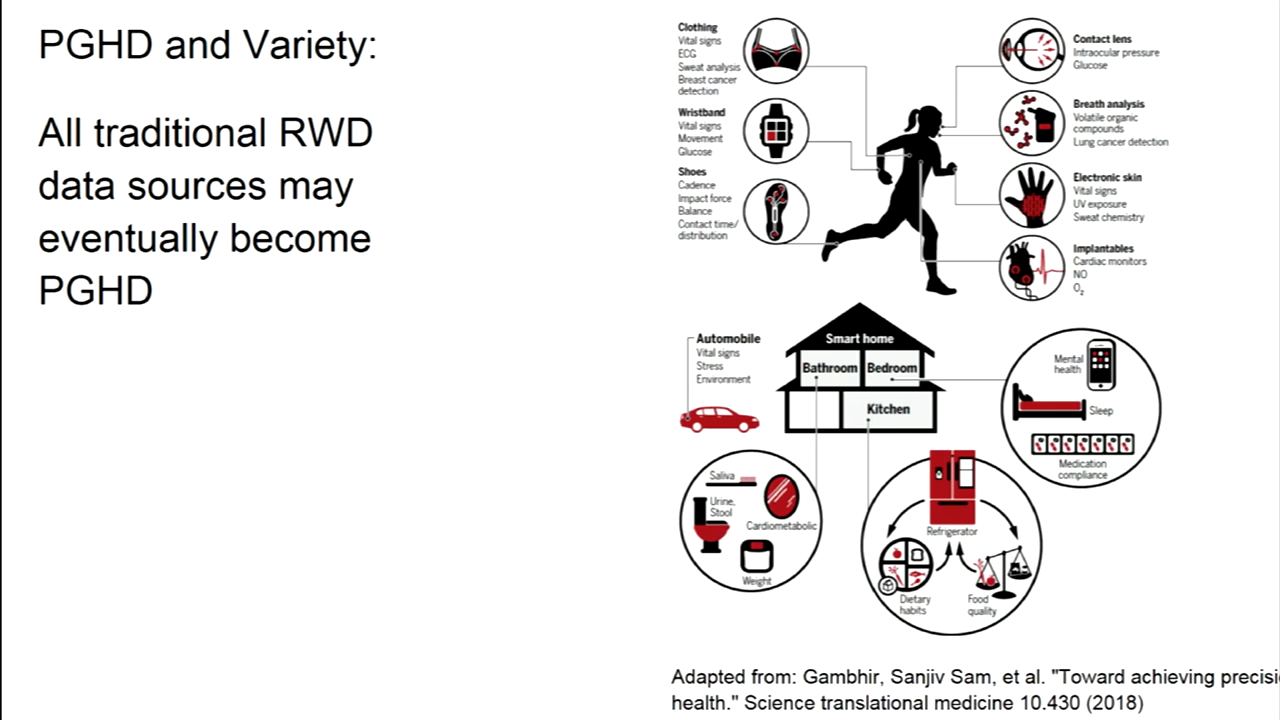 PGHD and Variety:
All traditional RWD
data sources may
eventually become
PGHD
Clothing
Vital signs
ECG
Sweat analysis
Breast cancer
detection
Wristband
Vital signs
Movement
Glucose
Shoes
Cadence
Impact force
Balance
Contact time/
distribution
Contact lens
Intraocular pressure
Glucose
Breath analysis
Volatile organic
compounds
Lung cancer detection
Electronic skin
Vital signs
UV exposure
Sweat chemistry
Implantables
Cardiac monitors
NO
O₂
Automobile
Vital signs
Stress
Environment
Smart home
Bathroom
Bedroom
Kitchen
Mental
health
Sleep
Medication
compliance
Saliva
Urine,
Stool
Cardiometabolic
Weight
Refrigerator
Dietary
habits
Food
quality
Adapted from: Gambhir, Sanjiv Sam, et al. "Toward achieving precisi
health." Science translational medicine 10.430 (2018)